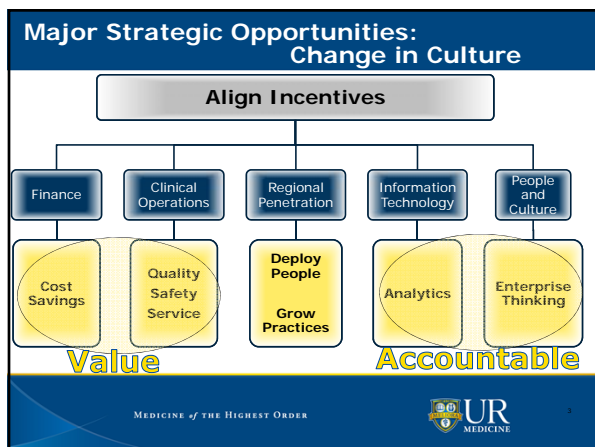 Major Strategic Opportunities:
Change in Culture
Align Incentives
Finance
Clinical
Operations
Regional
Penetration
Information
Technology
People
and
Culture
Cost
Savings
Quality
Safety
Service
Deploy
People
Grow
Practices
Analytics
Enterprise
Thinking
Value
Accountable
MEDICINE of THE HIGHEST ORDER
UR
MEDICINE
3